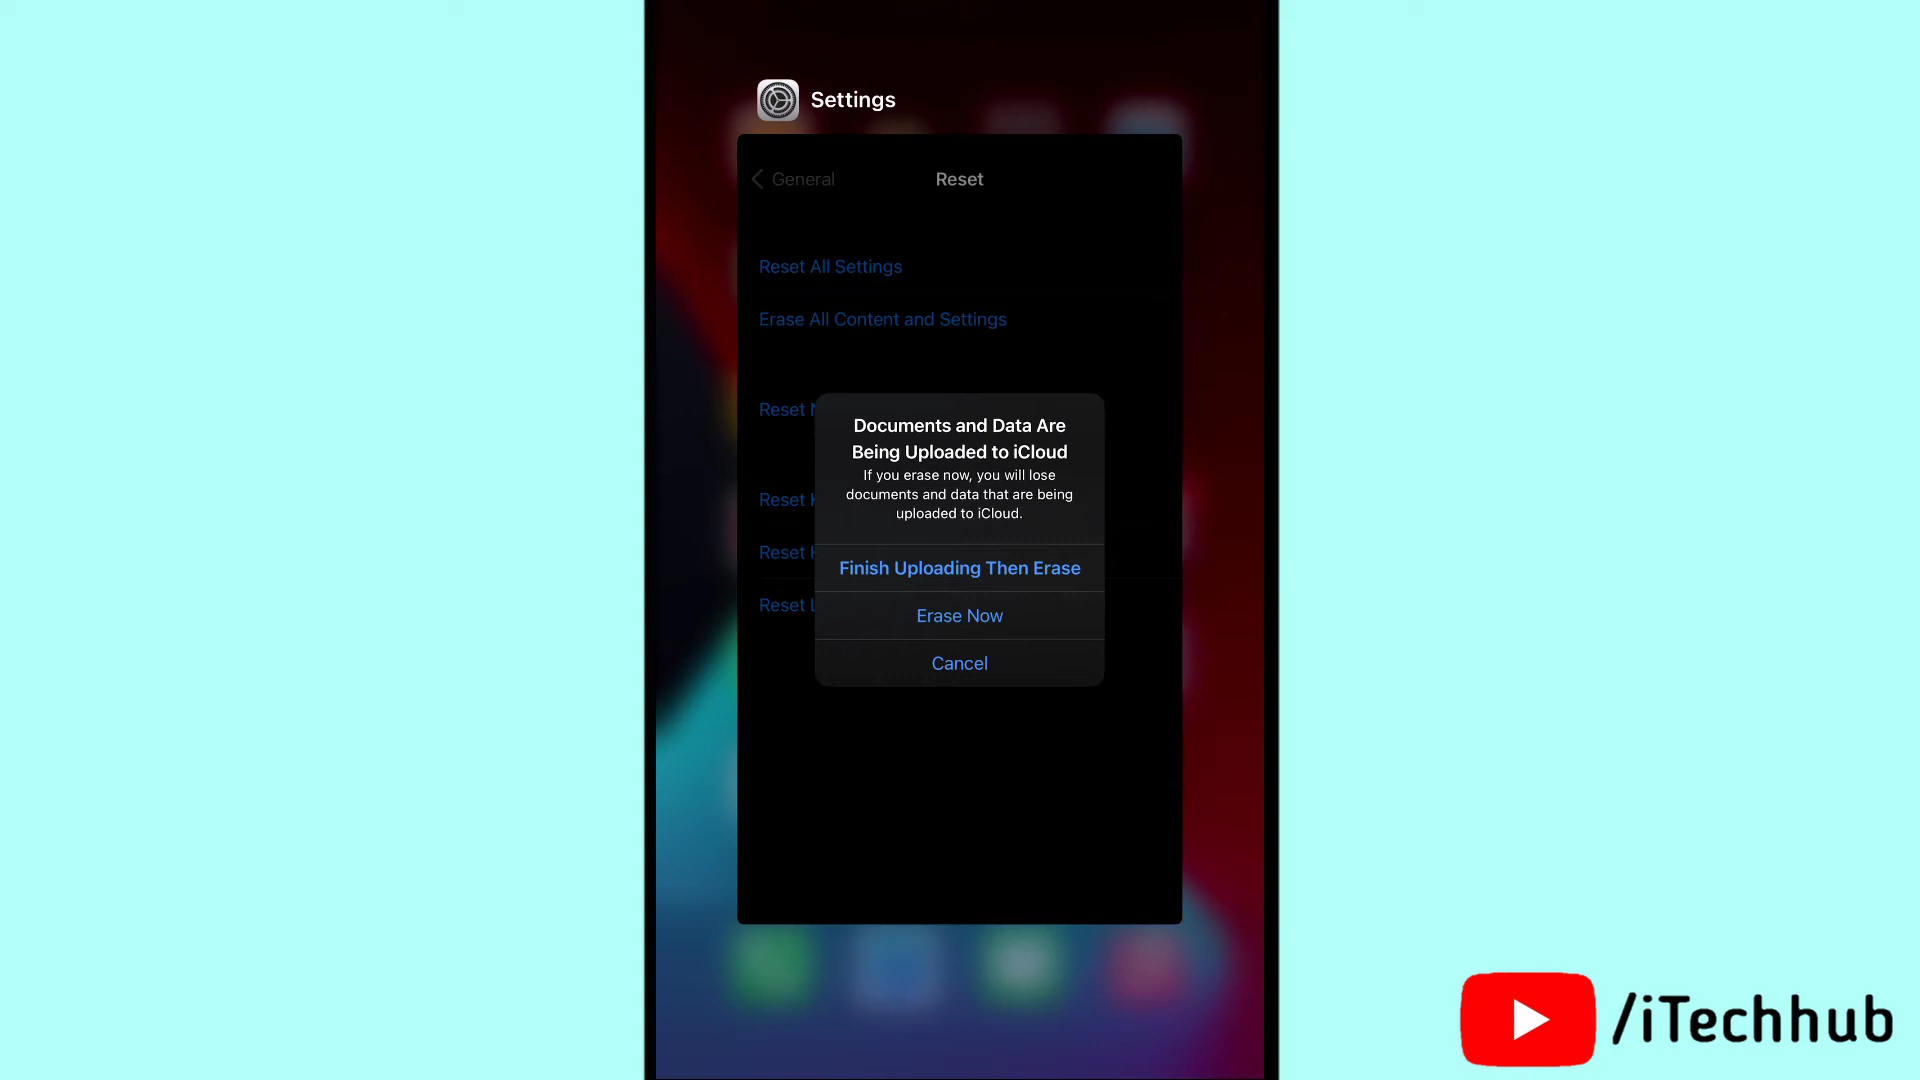 Settings
General
Reset
Reset All Settings
Erase All Content and Settings
Reset
Documents and Data Are
Being Uploaded to iCloud
If you erase now, you will lose
documents and data that are being
uploaded to iCloud.
Reset
Reset
Finish Uploading Then Erase
Reset
Erase Now
Cancel
/iTechhub